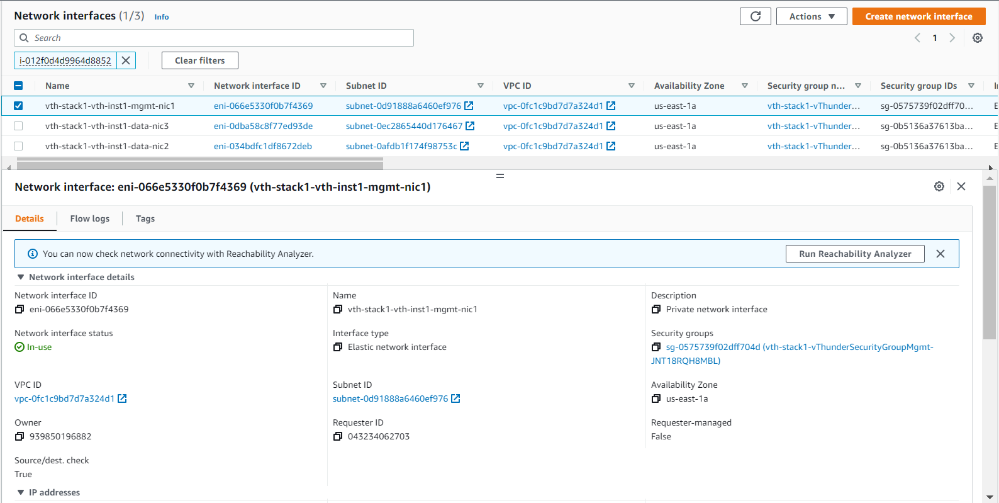 Network interfaces (1/3) Info
Actions Create network interface
Search
1
i-012f0d4d9964d8852 Clear filters
Name Network interface ID Subnet ID VPC ID Availability Zone Security group n... Security group IDs
vth-stack1-vth-inst1-mgmt-nic1 eni-066e5330f0b7f4369 subnet-0d91888a6460ef976 vpc-0fc1c9bd7d7a324d1 us-east-1a vth-stack1-vThunder... sg-0575739f02dff70...
vth-stack1-vth-inst1-data-nic3 eni-0dba58c8f77ed93de subnet-0ec2865440d176467 vpc-0fc1c9bd7d7a324d1 us-east-1a vth-stack1-vThunder... sg-0b5136a37613ba...
vth-stack1-vth-inst1-data-nic2 eni-034bdfc1df8672deb subnet-0afdb1f174f98753c vpc-0fc1c9bd7d7a324d1 us-east-1a vth-stack1-vThunder... sg-0b5136a37613ba...
Network interface: eni-066e5330f0b7f4369 (vth-stack1-vth-inst1-mgmt-nic1)
Details Flow logs Tags
You can now check network connectivity with Reachability Analyzer. Run Reachability Analyzer
Network interface details
Network interface ID Name Description
eni-066e5330f0b7f4369 vth-stack1-vth-inst1-mgmt-nic1 Private network interface
Network interface status Interface type Security groups
In-use Elastic network interface sg-0575739f02dff704d (vth-stack1-vThunderSecurityGroupMgmt-
JNT18RQH8MBL)
VPC ID Subnet ID Availability Zone
vpc-0fc1c9bd7d7a324d1 subnet-0d91888a6460ef976 us-east-1a
Owner Requester ID Requester-managed
939850196882 043234062703 False
Source/dest. check
True
IP addresses